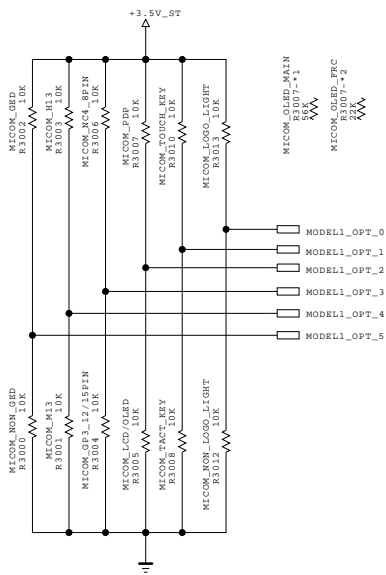 +3.5V_ST
MICOM_GED
R3002 10K
MICOM_H13
R3003 10K
MICOM_NC4_8PIN
R3006 10K
MICOM_PDP
R3007 10K
MICOM_TOUCH_KEY
R3010 10K
MICOM_LOGO_LIGHT
R3013 10K
MICOM_OLED_MAIN
R3007-*1
56K
MICOM_OLED_FRC
R3007-*2
22K
MODEL1_OPT_0
MODEL1_OPT_1
MODEL1_OPT_2
MODEL1_OPT_3
MODEL1_OPT_4
MODEL1_OPT_5
MICOM_NON_GED
R3000 10K
MICOM_M13
R3001 10K
MICOM_GP3_12/15PIN
R3004 10K
MICOM_LCD/OLED
R3005 10K
MICOM_TACT_KEY
R3008 10K
MICOM_NON_LOGO_LIGHT
R3012 10K